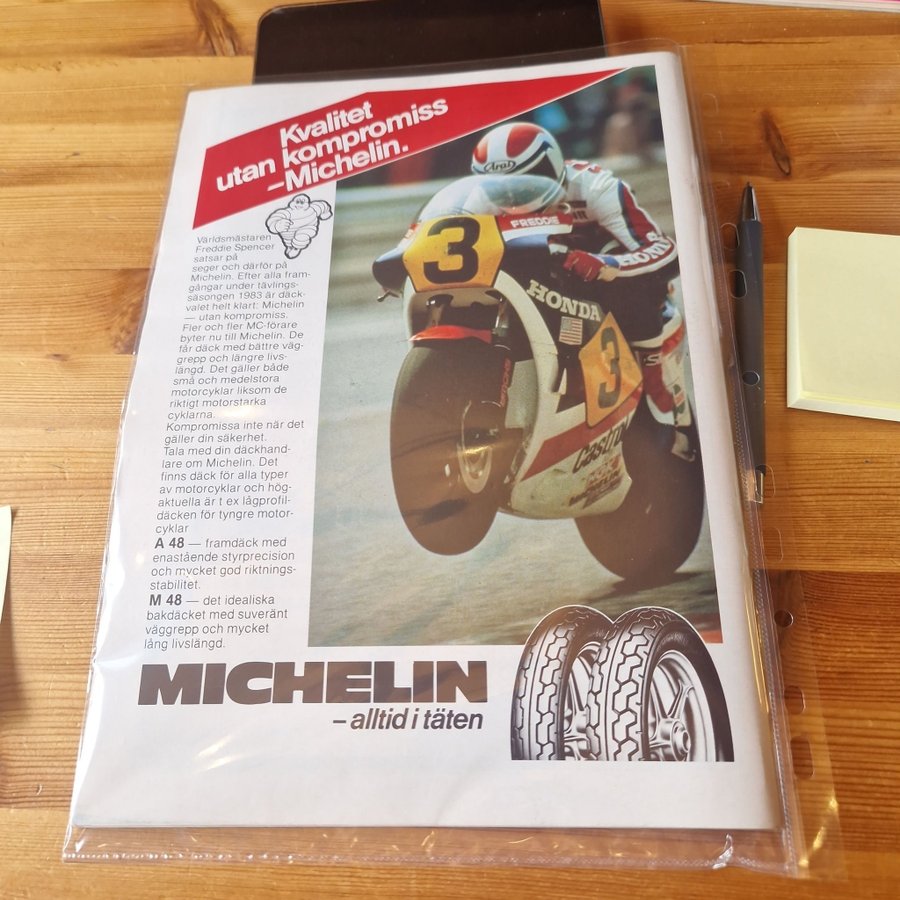 Kvalitet
utan kompromiss
–Michelin.
Världsmästaren
Freddie Spencer
satsar på
seger och därför på
Michelin. Efter alla fram-
gångar under tävlings-
säsongen 1983 är däck-
valet helt klart: Michelin
— utan kompromiss.
Fler och fler MC-förare
byter nu till Michelin. De
får däck med bättre väg-
grepp och längre livs-
längd. Det gäller både
små och medelstora
motorcyklar liksom de
riktigt motorstarka
cyklarna.
Kompromissa inte när det
gäller din säkerhet.
Tala med din däckhand-
lare om Michelin. Det
finns däck för alla typer
av motorcyklar och hög-
aktuella är t ex lågprofil-
däcken för tyngre motor-
cyklar
A 48 — framdäck med
enastående styrprecision
och mycket god riktnings-
stabilitet.
M 48 — det idealiska
bakdäcket med suveränt
väggrepp och mycket
lång livslängd.
Arai
FREDDIE
HONDA
3
HONDA
3
Castrol
MICHELIN
– alltid i täten